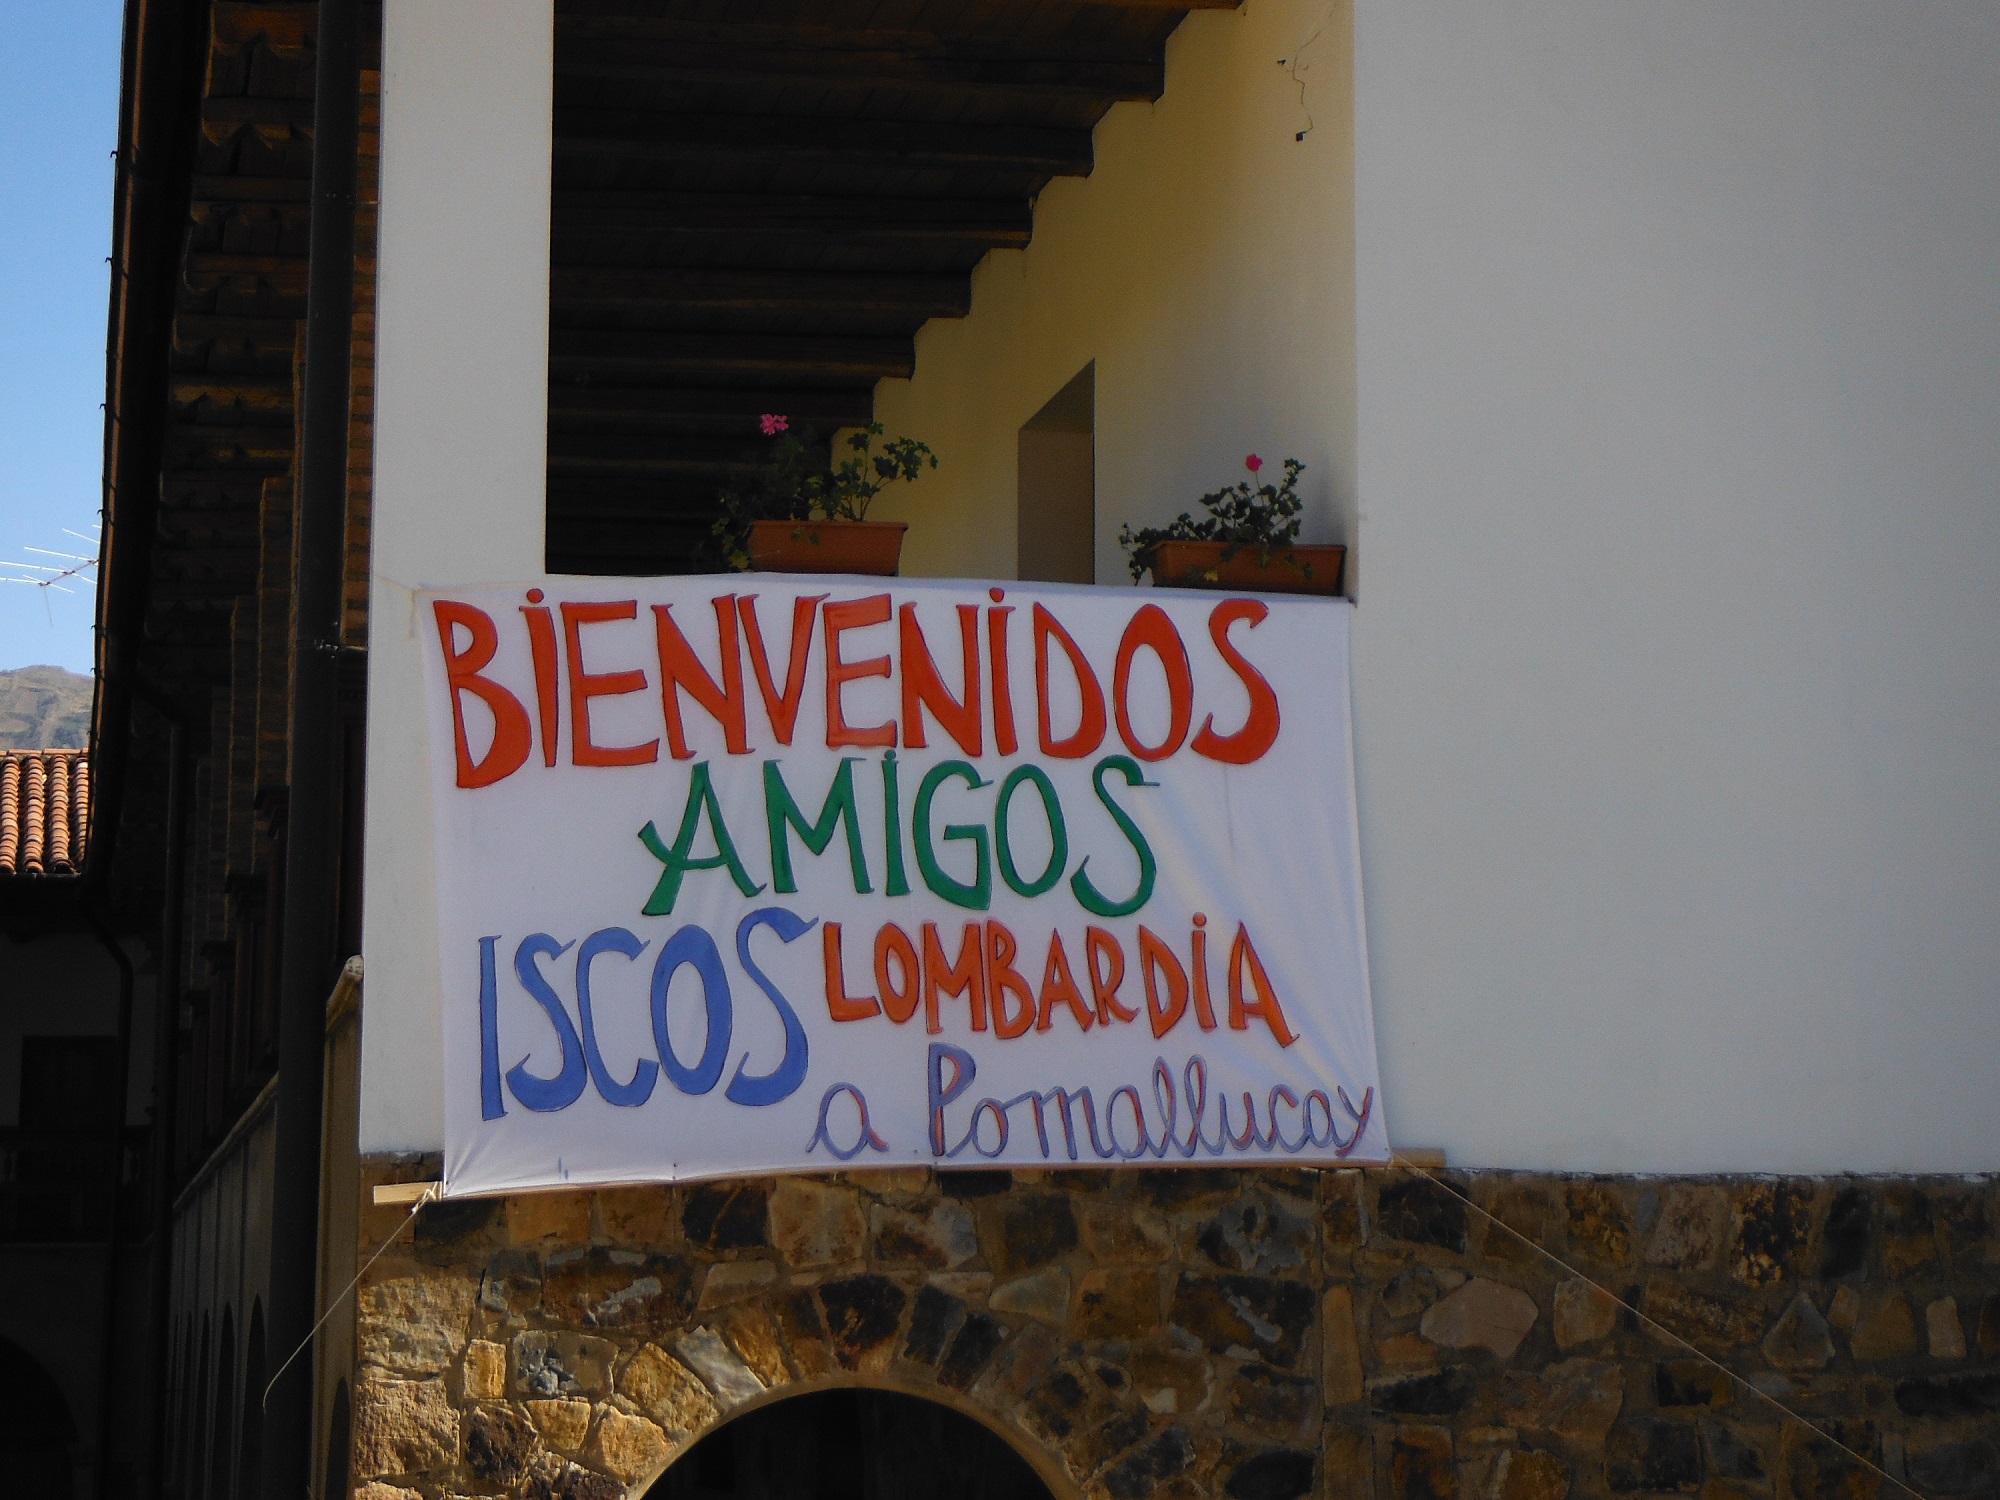 BiENVENiDOS
AMiGOS
ISCOS LOMBARDiA
a Pomallucay